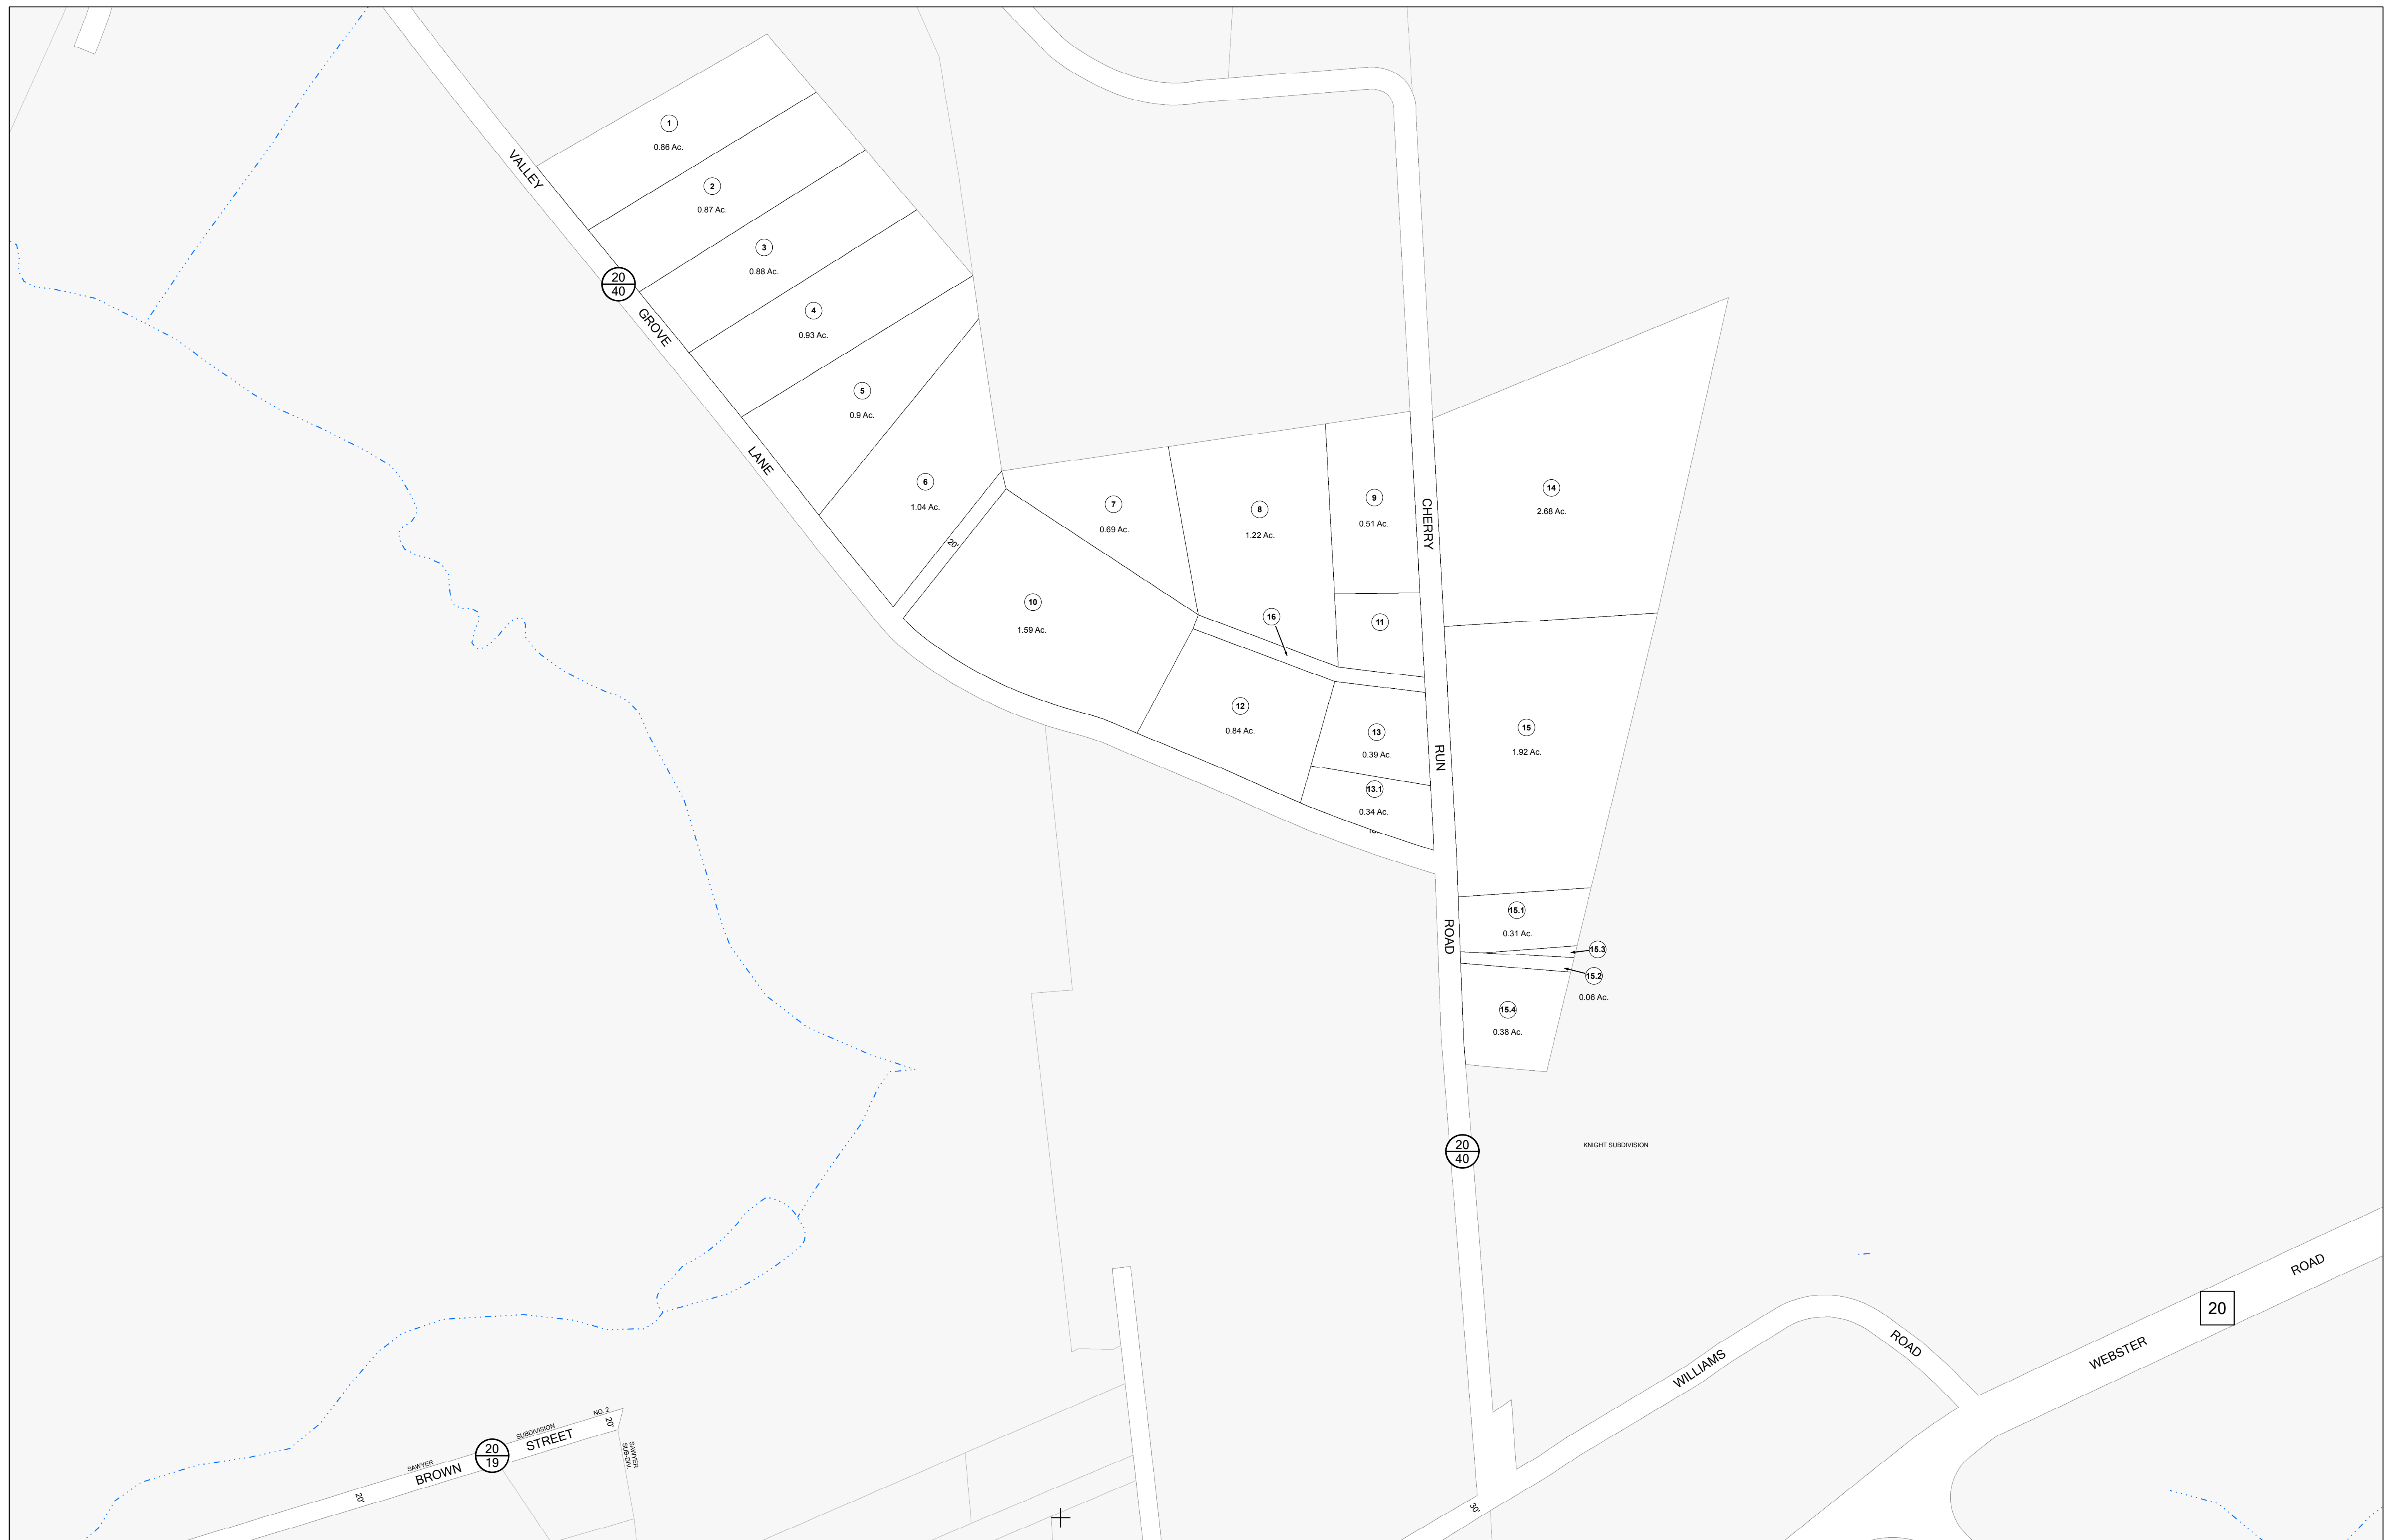 1
0.86 Ac.
VALLEY
2
0.87 Ac.
3
0.88 Ac.
20
40
GROVE
4
0.93 Ac.
5
0.9 Ac.
LANE
6
1.04 Ac.
20'
7
0.69 Ac.
8
1.22 Ac.
9
0.51 Ac.
CHERRY
14
2.68 Ac.
10
1.59 Ac.
16
11
12
0.84 Ac.
13
0.39 Ac.
RUN
15
1.92 Ac.
13.1
0.34 Ac.
15.1
0.31 Ac.
ROAD
15.3
15.2
0.06 Ac.
15.4
0.38 Ac.
20
40
KNIGHT SUBDIVISION
ROAD
20
WEBSTER
ROAD
WILLIAMS
30'
SAWYER
SUBDIVISION
NO. 2
20'
BROWN
20
19
STREET
20'
SAWYER
SUB-DIV.